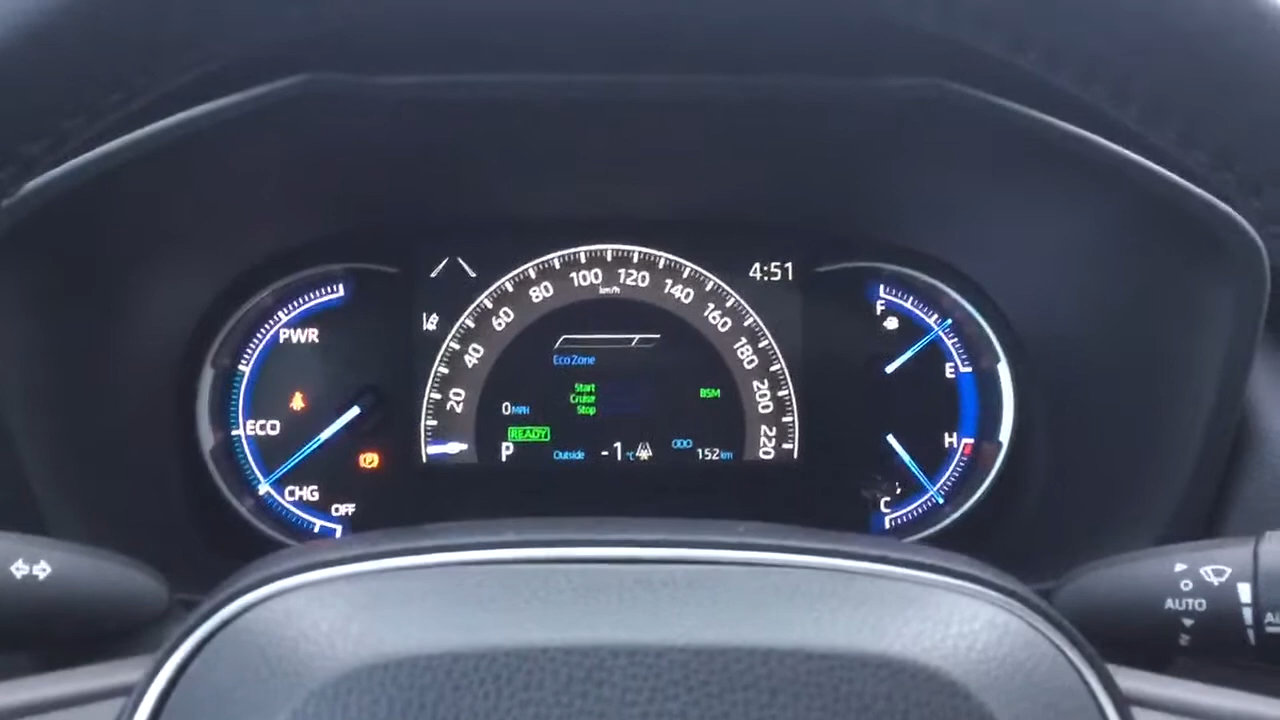 4:51
20
40
60
80
100
120
140
160
180
200
220
km/h
PWR
ECO
CHG
OFF
Eco Zone
Start
Cruise
Stop
BSM
0 MPH
READY
P
Outside
-1 °C
ODO
152 km
F
E
H
C
AUTO